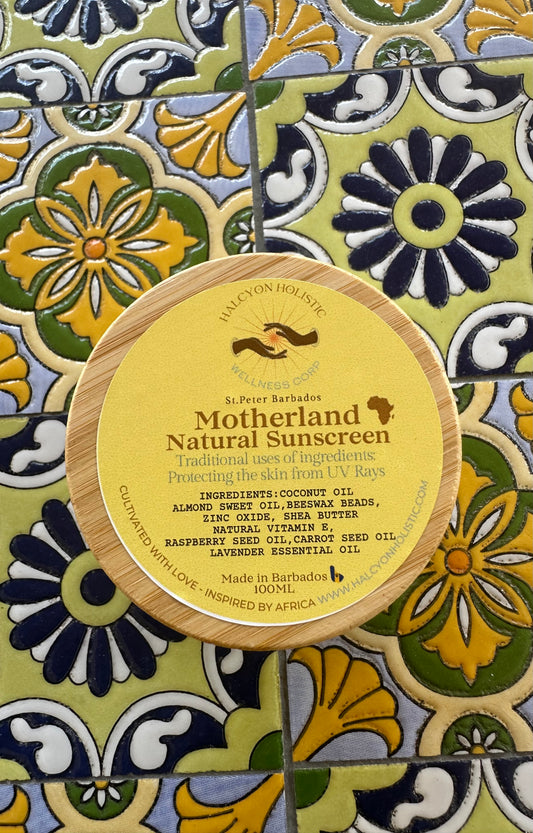 HALCYON HOLISTIC
WELLNESS CORP
St.Peter Barbados
Motherland
Natural Sunscreen
Traditional uses of ingredients:
Protecting the skin from UV Rays
INGREDIENTS:COCONUT OIL
ALMOND SWEET OIL,BEESWAX BEADS,
ZINC OXIDE, SHEA BUTTER
NATURAL VITAMIN E,
RASPBERRY SEED OIL,CARROT SEED OIL
LAVENDER ESSENTIAL OIL
Made in Barbados
100ML
CULTIVATED WITH LOVE - INSPIRED BY AFRICA WWW.HALCYONHOLISTIC.COM